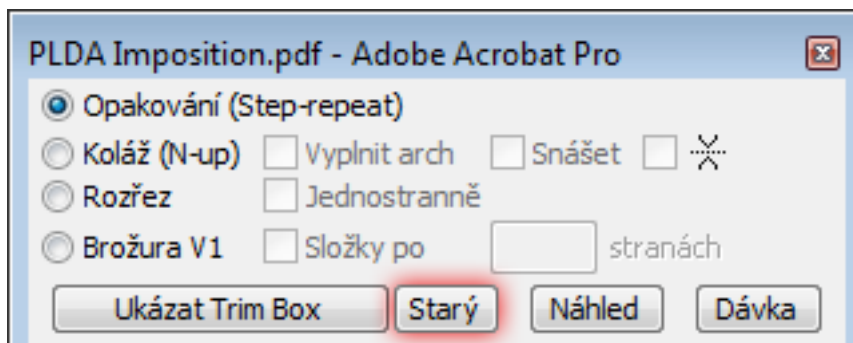 PLDA Imposition.pdf - Adobe Acrobat Pro
Opakování (Step-repeat)
Koláž (N-up) Vyplnit arch Snášet
Rozřez Jednostranně
Brožura V1 Složky po stranách
Ukázat Trim Box Starý Náhled Dávka